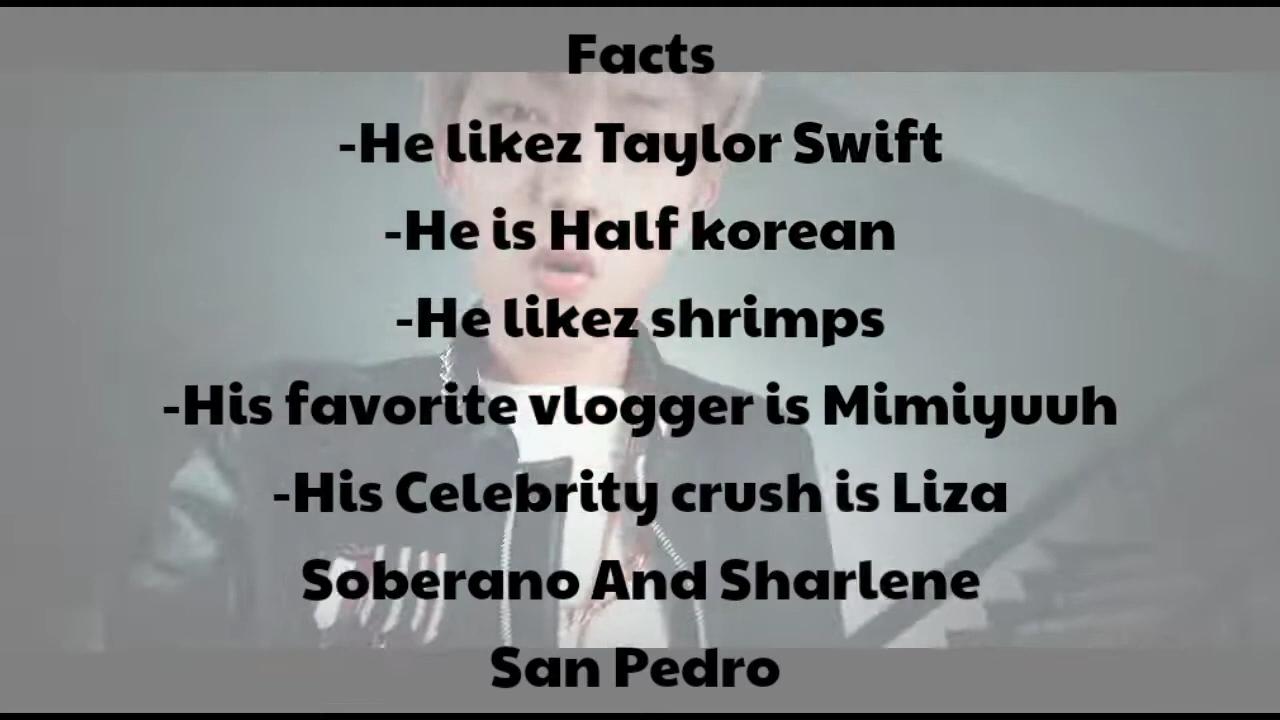 Facts
-He likez Taylor Swift
-He is Half korean
-He likez shrimps
-His favorite vlogger is Mimiyuuh
-His Celebrity crush is Liza
Soberano And Sharlene
San Pedro